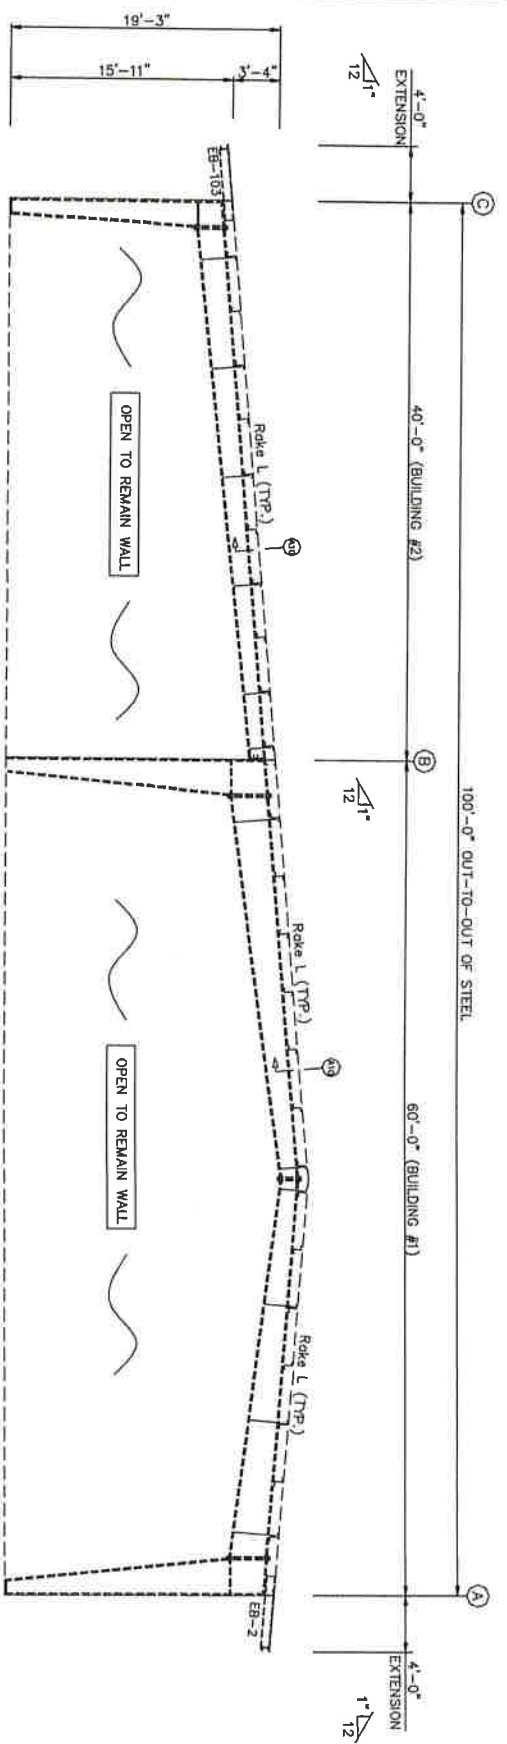 C
B
A
100'-0" OUT-TO-OUT OF STEEL
4'-0"
EXTENSION
40'-0" (BUILDING #2)
60'-0" (BUILDING #1)
4'-0"
EXTENSION
1"
12
1"
12
1"
12
Rake L (TYP.)
Rake L (TYP.)
Rake L (TYP.)
EB-103
EB-2
19'-3"
3'-4"
15'-11"
OPEN TO REMAIN WALL
OPEN TO REMAIN WALL